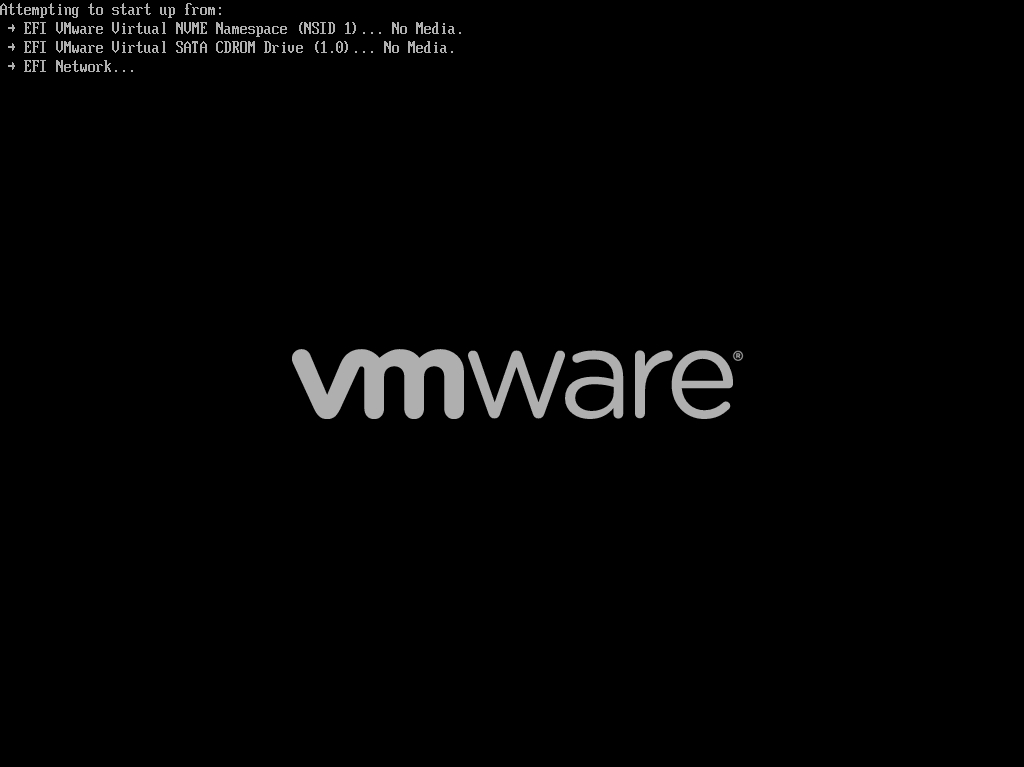 Attempting to start up from:
→ EFI VMware Virtual NVME Namespace (NSID 1)... No Media.
→ EFI VMware Virtual SATA CDROM Drive (1.0)... No Media.
→ EFI Network...
vmware®